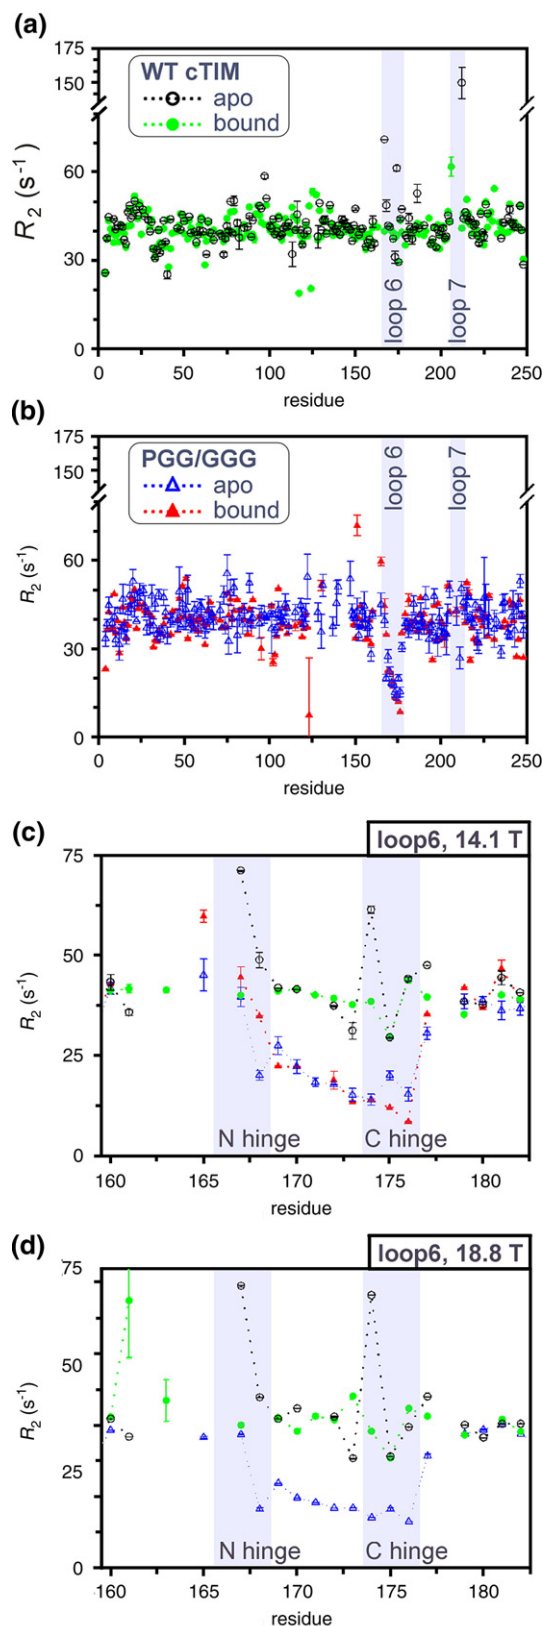 (a)
175
150
60
30
0
R2 (s-1)
WT cTIM
apo
bound
loop 6
loop 7
0 50 100 150 200 250
residue
(b)
175
150
60
30
0
R2 (s-1)
PGG/GGG
apo
bound
loop 6
loop 7
0 50 100 150 200 250
residue
(c)
loop6, 14.1 T
75
50
25
0
R2 (s-1)
N hinge
C hinge
160 165 170 175 180
residue
(d)
loop6, 18.8 T
75
50
25
0
R2 (s-1)
N hinge
C hinge
160 165 170 175 180
residue